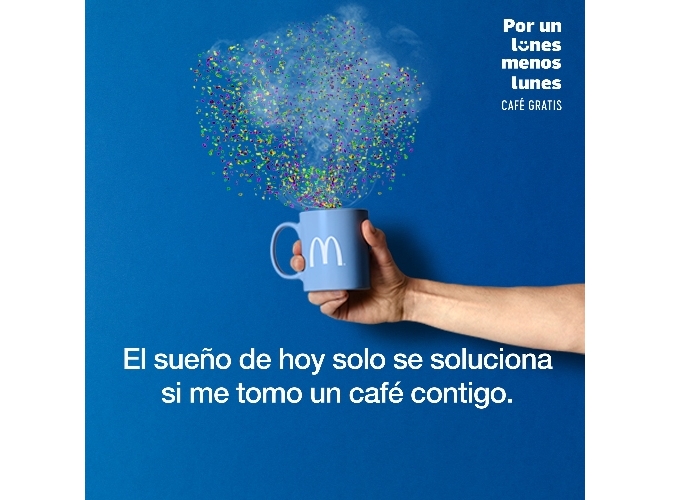 Por un
lunes
menos
lunes
CAFÉ GRATIS
El sueño de hoy solo se soluciona
si me tomo un café contigo.